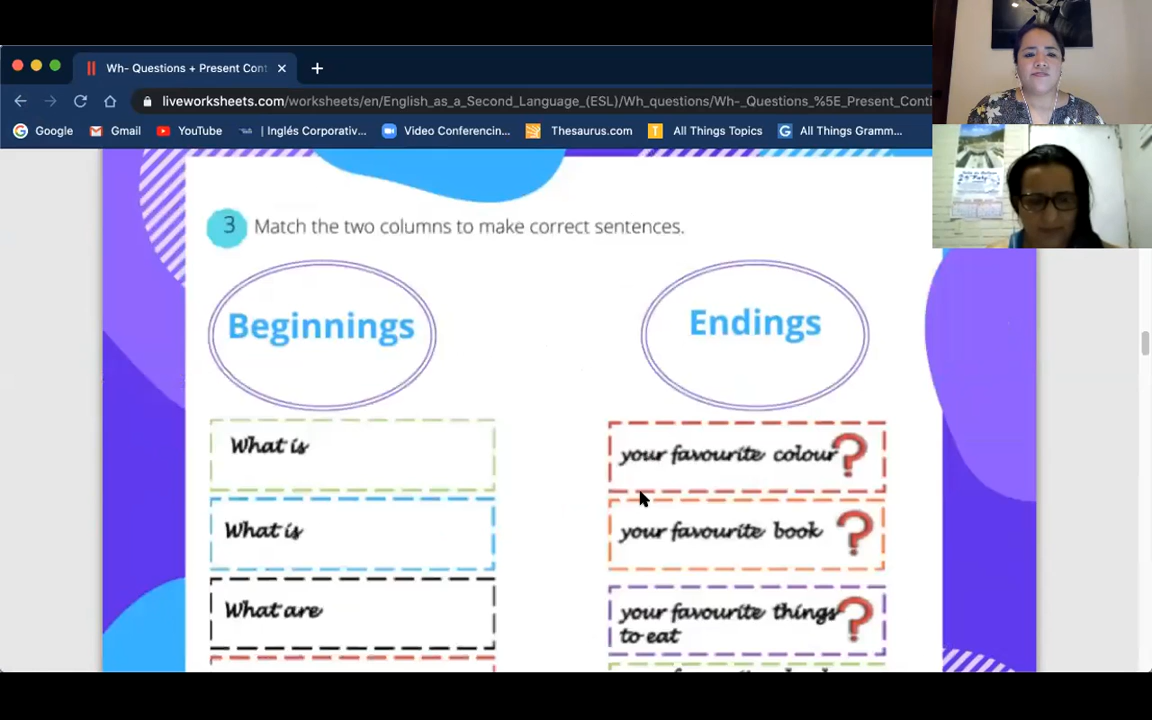 Wh- Questions + Present Cont
liveworksheets.com/worksheets/en/English_as_a_Second_Language_(ESL)/Wh_questions/Wh-_Questions_%5E_Present_Conti
Google
Gmail
YouTube
| Inglés Corporativ...
Video Conferencin...
Thesaurus.com
All Things Topics
All Things Gramm...
3 Match the two columns to make correct sentences.
Beginnings
Endings
What is
your favourite colour?
What is
your favourite book ?
What are
your favourite things?
to eat